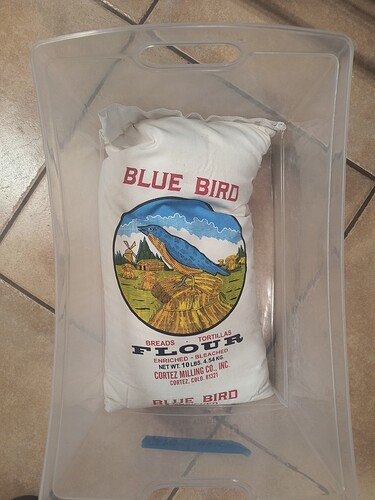 BLUE BIRD
BREADS - TORTILLAS
FLOUR
ENRICHED - BLEACHED
NET WT. 10 LBS. 4.54 KG.
CORTEZ MILLING CO., INC.
CORTEZ, COLO. 81321
BLUE BIRD